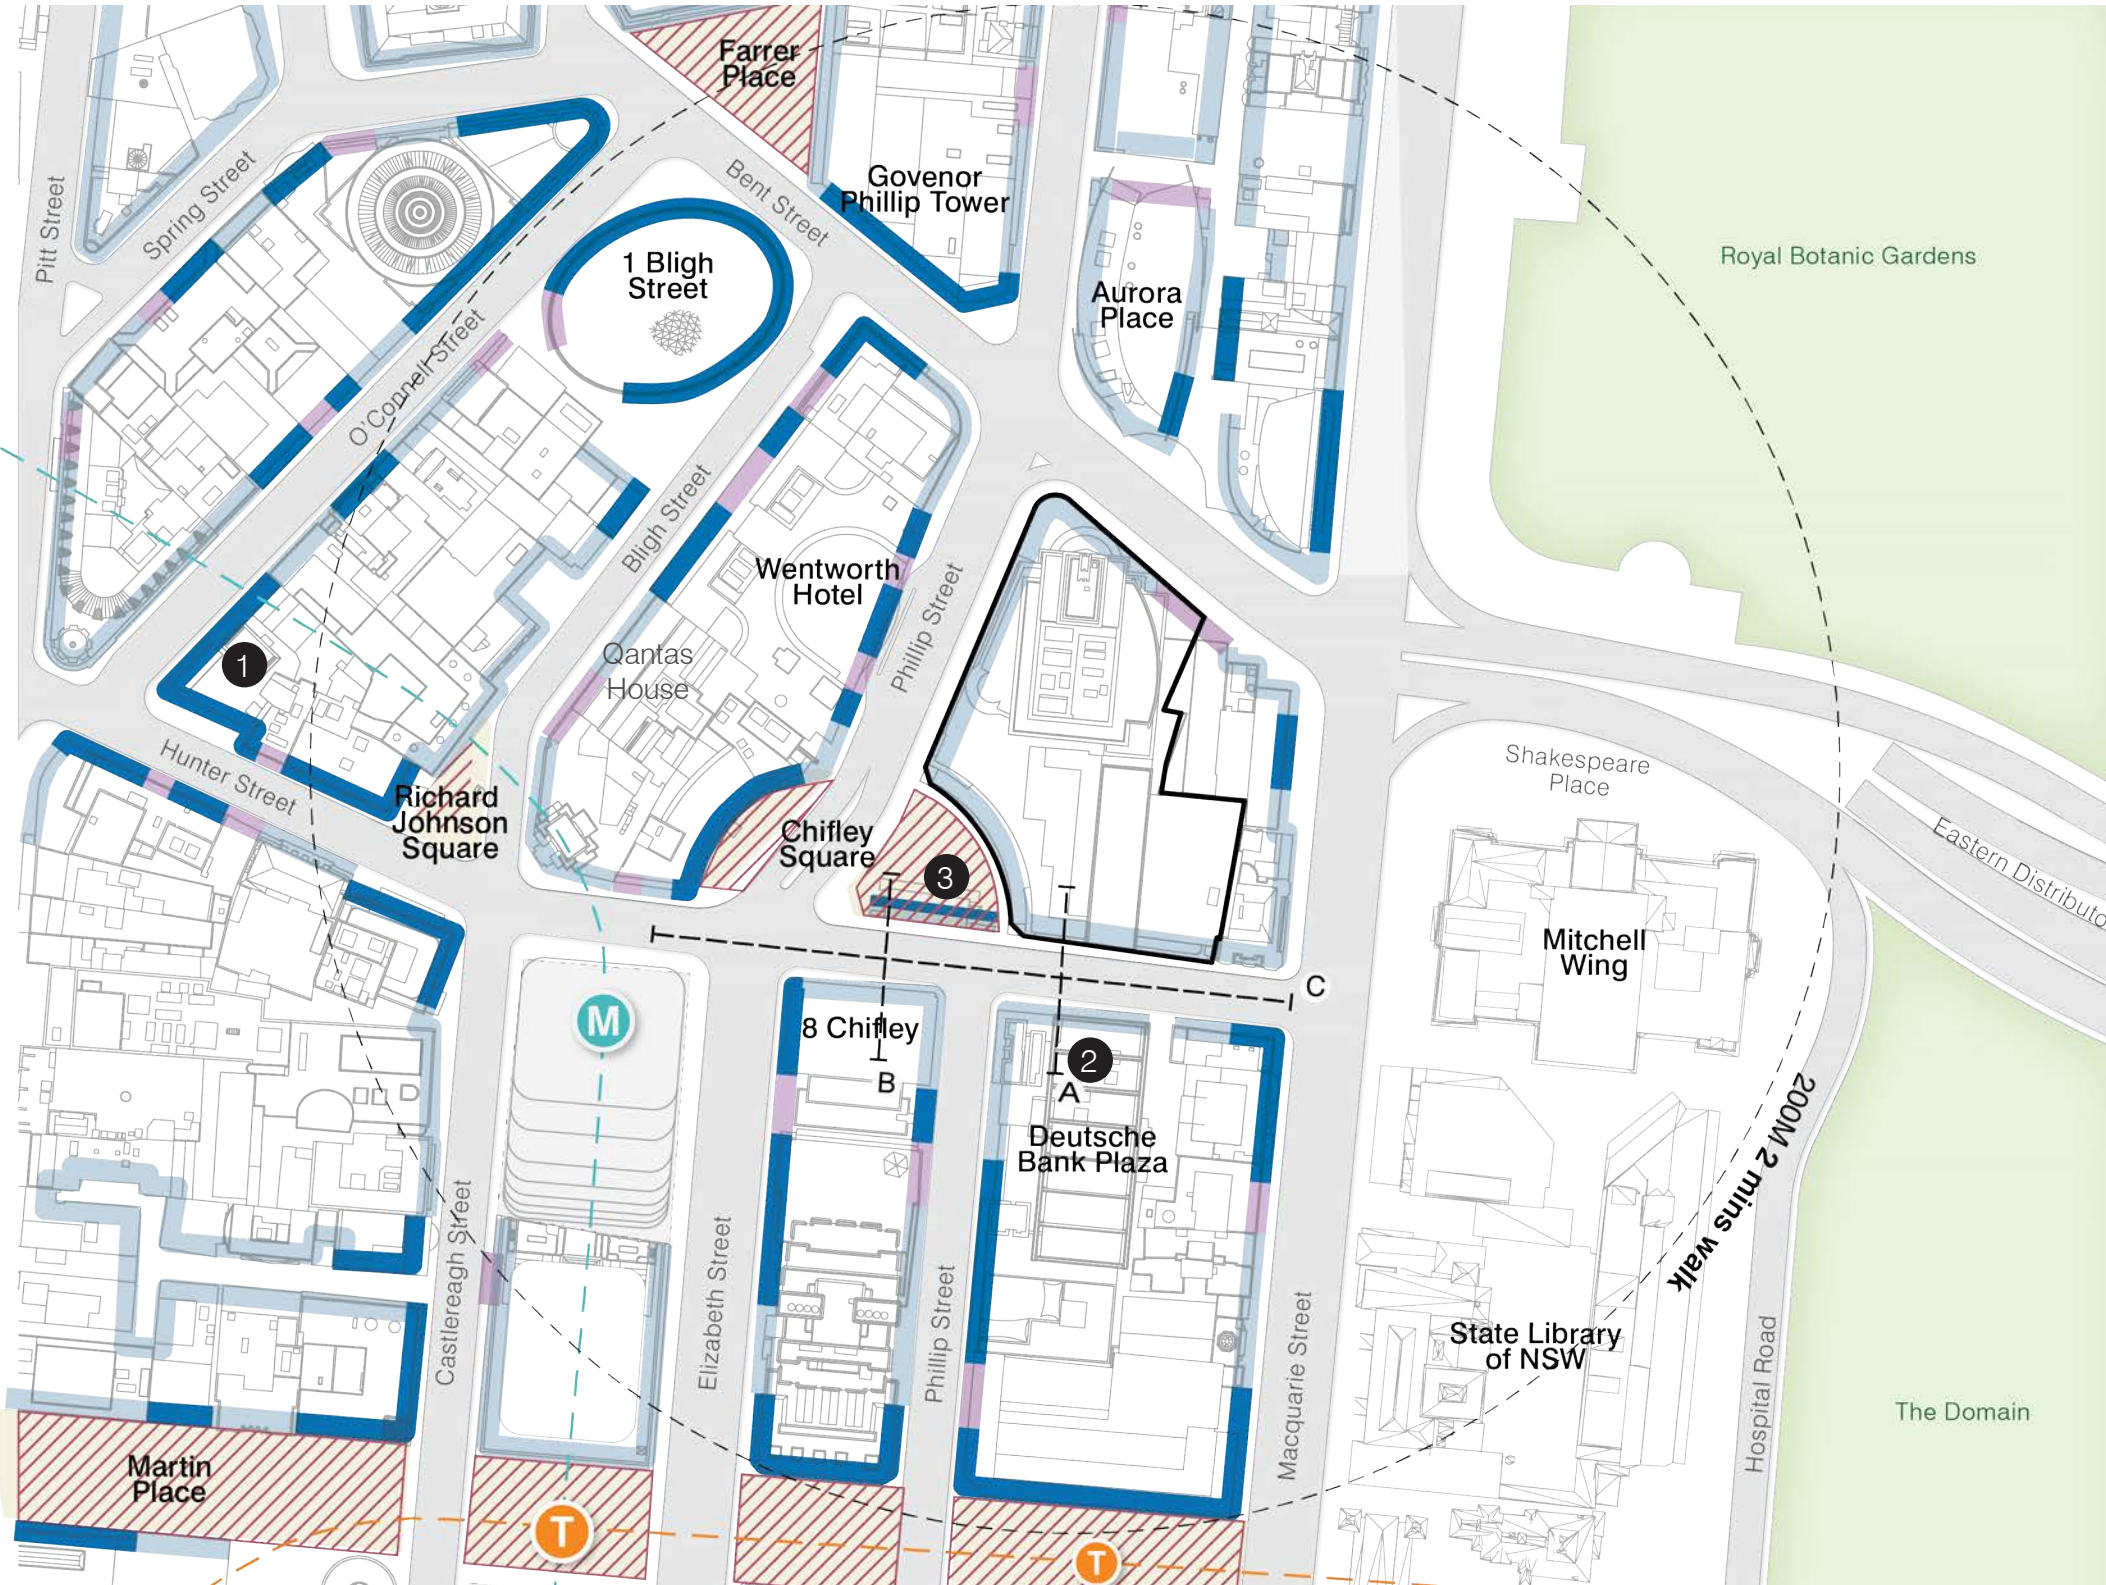 Farrer
Place
Govenor
Phillip Tower
Bent Street
Spring Street
Pitt Street
Royal Botanic Gardens
1 Bligh
Street
Aurora
Place
O'Connell Street
Bligh Street
Wentworth
Hotel
Phillip Street
Qantas
House
1
Hunter Street
Richard
Johnson
Square
Chifley
Square
3
Shakespeare
Place
Eastern Distributo
Mitchell
Wing
C
M
8 Chifley
B
2
A
Deutsche
Bank Plaza
200M 2 mins walk
Castlereagh Street
Elizabeth Street
Phillip Street
Macquarie Street
State Library
of NSW
Hospital Road
The Domain
Martin
Place
T
T